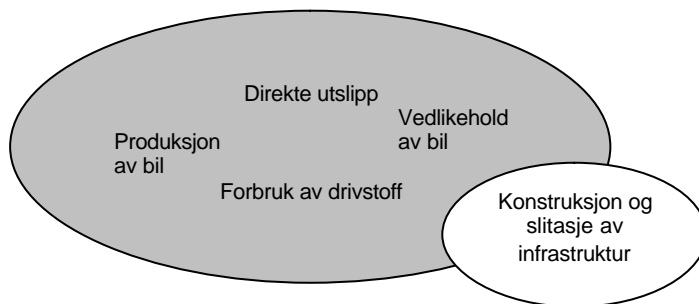 Direkte utslipp
Vedlikehold
av bil
Produksjon
av bil
Forbruk av drivstoff
Konstruksjon og
slitasje av
infrastruktur